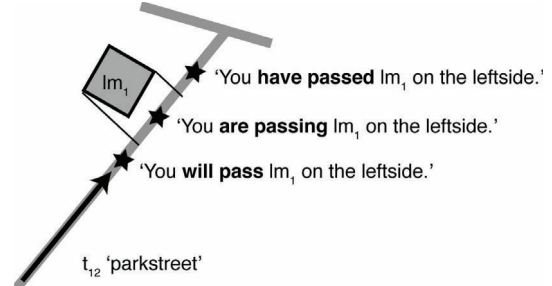 lm₁
'You have passed lm₁ on the leftside.'
'You are passing lm₁ on the leftside.'
'You will pass lm₁ on the leftside.'
t₁₂ 'parkstreet'